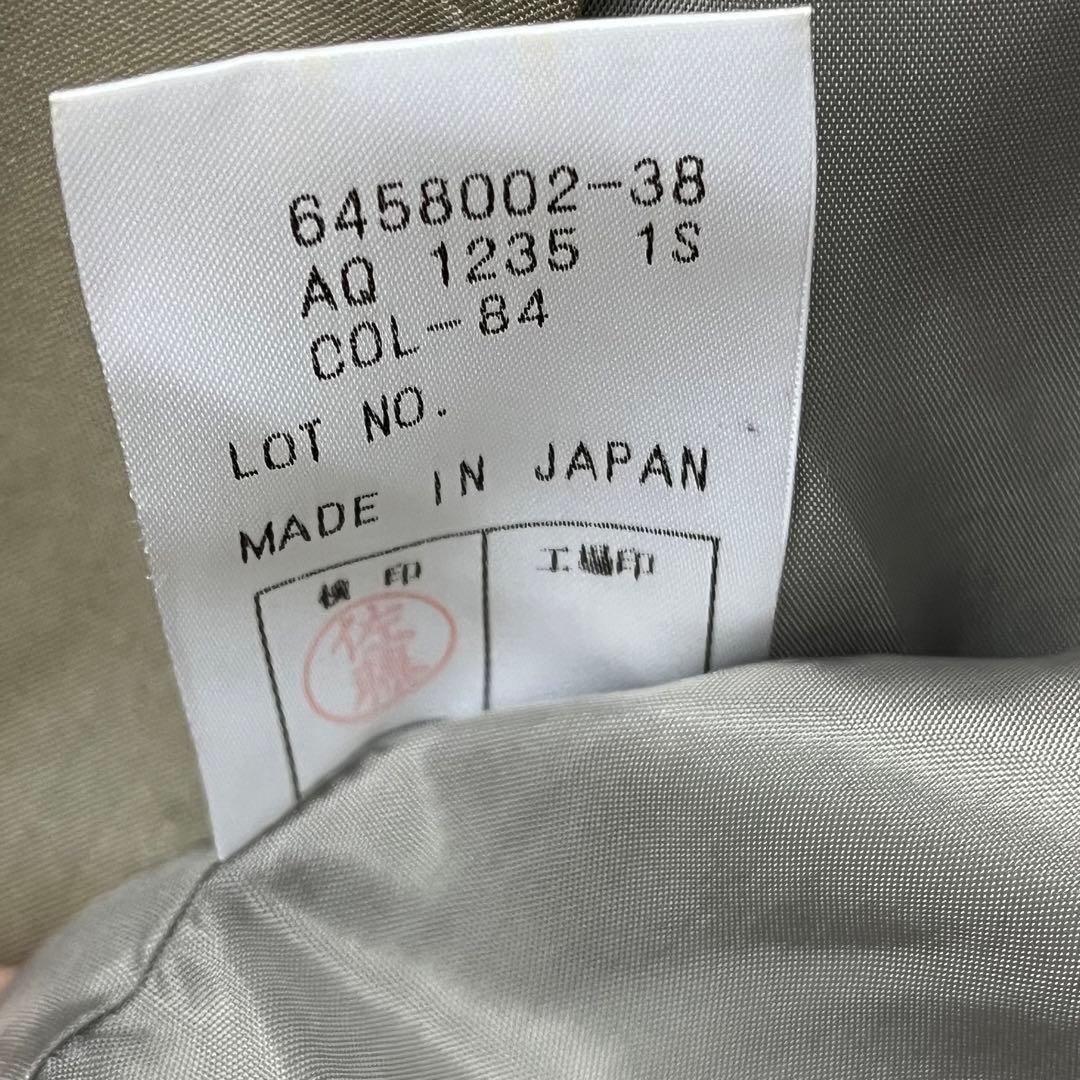 6458002-38
AQ 1235 1S
COL-84
LOT NO.
MADE IN JAPAN
検印 工場印
佐藤